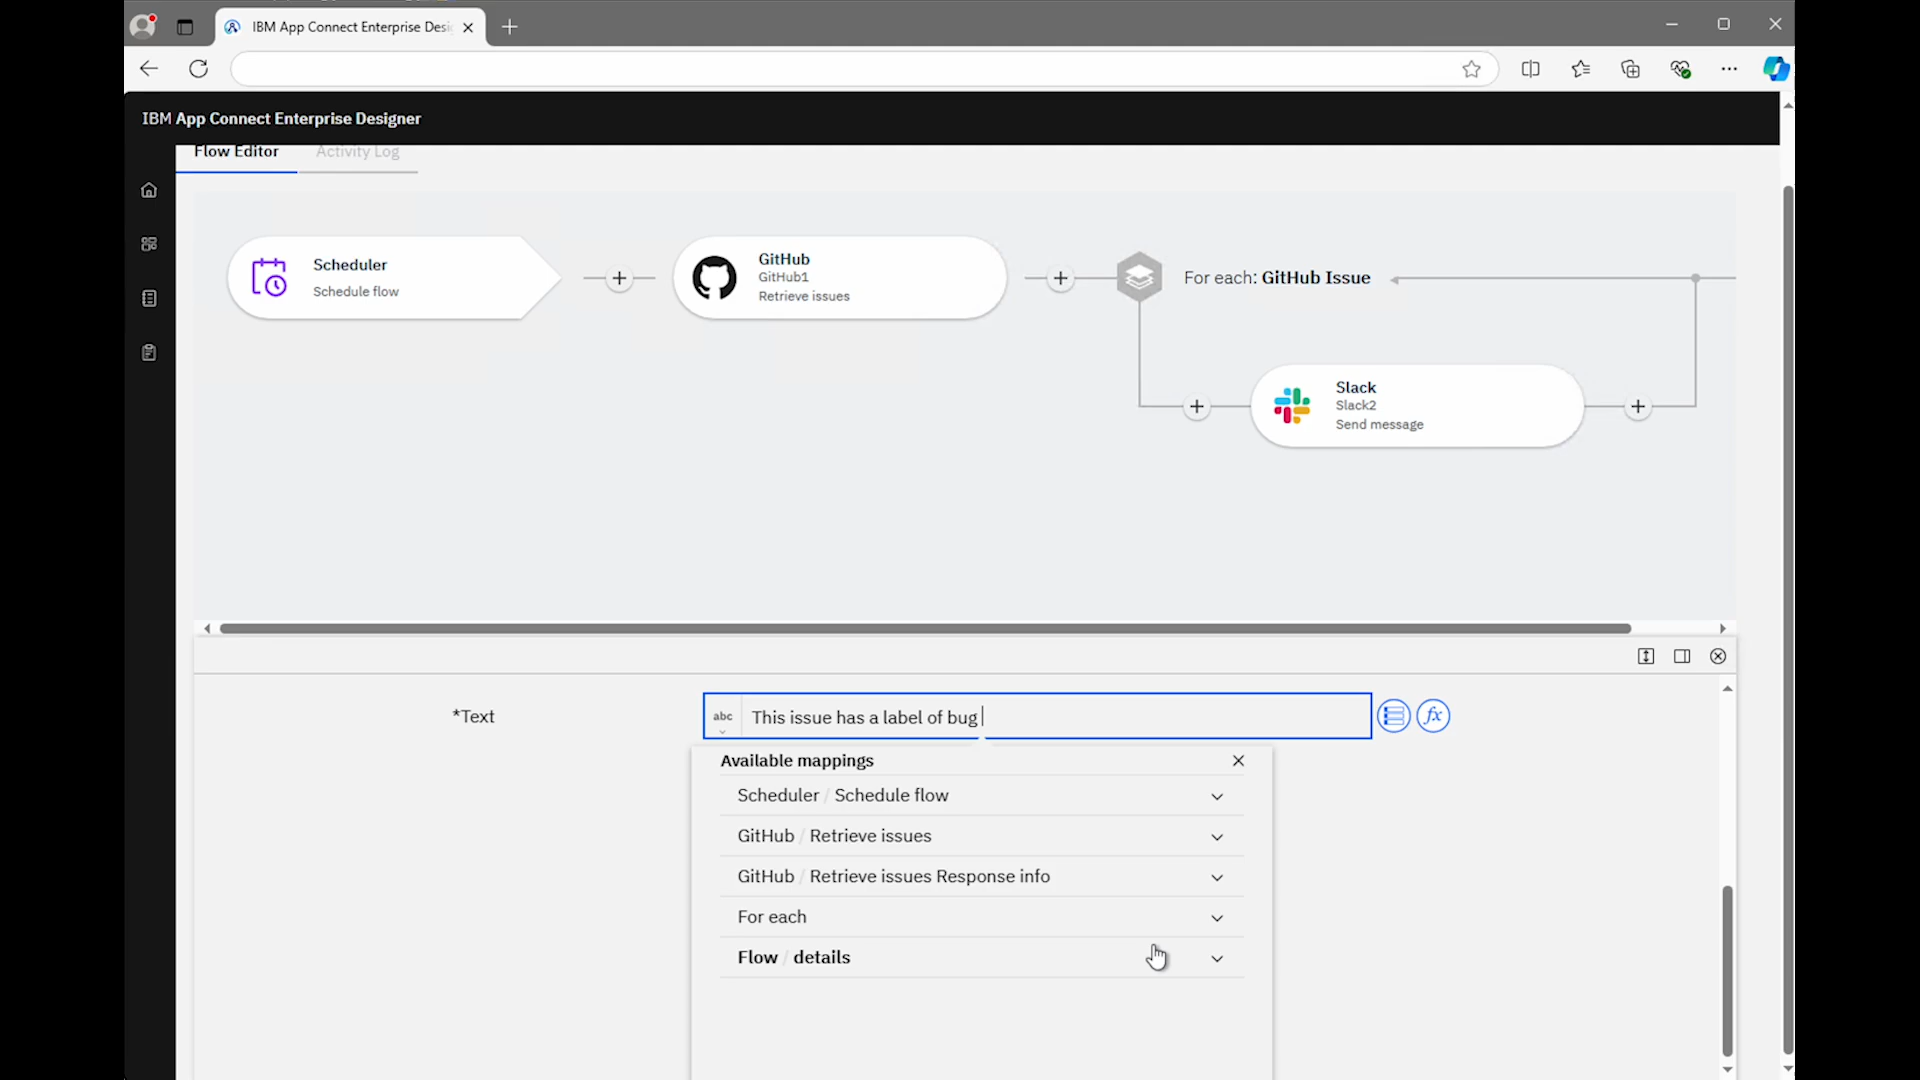 IBM App Connect Enterprise Desi
IBM App Connect Enterprise Designer
Flow Editor
Activity Log
Scheduler
Schedule flow
GitHub
GitHub1
Retrieve issues
For each: GitHub Issue
Slack
Slack2
Send message
*Text
abc
This issue has a label of bug
fx
Available mappings
Scheduler / Schedule flow
GitHub / Retrieve issues
GitHub / Retrieve issues Response info
For each
Flow / details